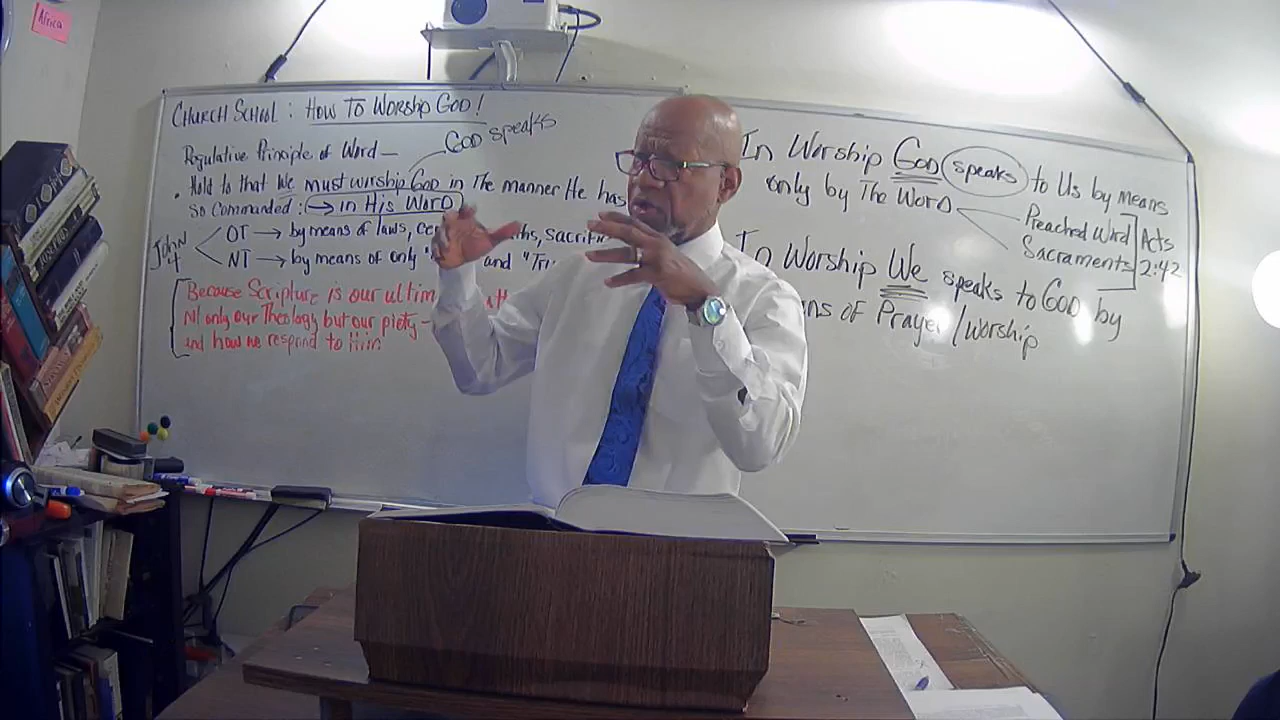 Africa
CHURCH SCHOOL: HOW TO WORSHIP GOD!
GOD speaks
Regulative Principle of Word —
• Hold to that We must worship GOD in The manner He has
so Commanded: → in His WORD
JOHN 4
OT → by means of laws, sacrifi
NT → by means of only and "Tr
Because Scripture is our ultim
Nt only our Theology but our piety —
and how we respond to Him
In Worship GOD speaks to Us by means
only by The WORD
Preached Word
Sacraments
Acts
2:42
In Worship We speaks to GOD by
ns of Prayer/worship